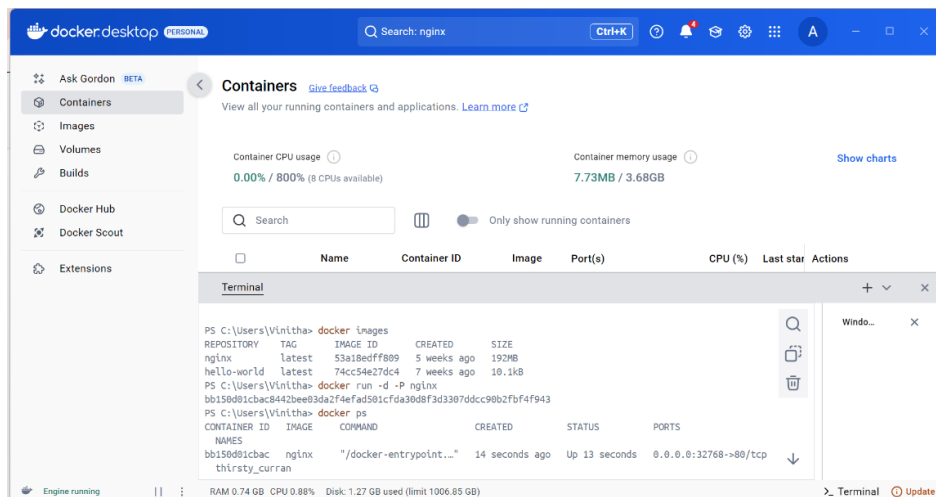 docker.desktop PERSONAL
Search: nginx
Ctrl+K
4
A
Ask Gordon BETA
Containers
Images
Volumes
Builds
Docker Hub
Docker Scout
Extensions
Containers Give feedback
View all your running containers and applications. Learn more
Container CPU usage
0.00% / 800% (8 CPUs available)
Container memory usage
7.73MB / 3.68GB
Show charts
Search
Only show running containers
Name Container ID Image Port(s) CPU (%) Last star Actions
Terminal
PS C:\Users\Vinitha> docker images
REPOSITORY TAG IMAGE ID CREATED SIZE
nginx latest 53a18edff809 5 weeks ago 192MB
hello-world latest 74cc54e27dc4 7 weeks ago 10.1kB
PS C:\Users\Vinitha> docker run -d -P nginx
bb150d01cbac8442bee03da2f4efad501cfda30d8f3d3307ddcc90b2fbf4f943
PS C:\Users\Vinitha> docker ps
CONTAINER ID IMAGE COMMAND CREATED STATUS PORTS
NAMES
bb150d01cbac nginx "/docker-entrypoint.…" 14 seconds ago Up 13 seconds 0.0.0.0:32768->80/tcp
thirsty_curran
Windo...
Engine running
RAM 0.74 GB CPU 0.88% Disk: 1.27 GB used (limit 1006.85 GB)
Terminal
Update